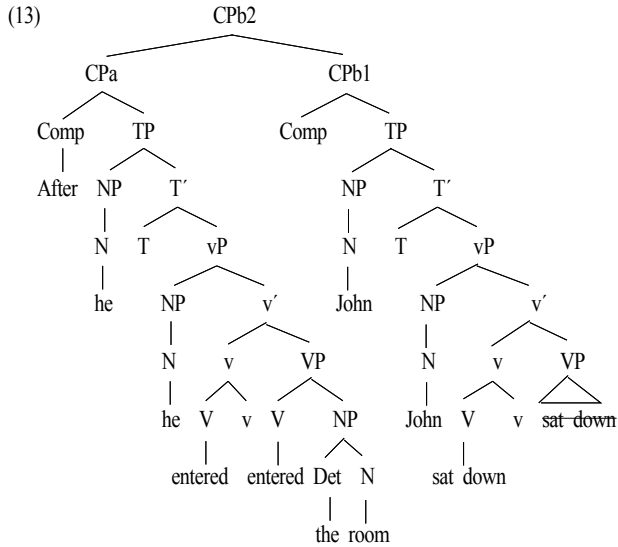 (13) CPb2
CPa CPb1
Comp TP Comp TP
After NP T´ NP T´
N T vP N T vP
he NP v´ John NP v´
N v VP N v VP
he V v V NP John V v sat down
entered entered Det N sat down
the room